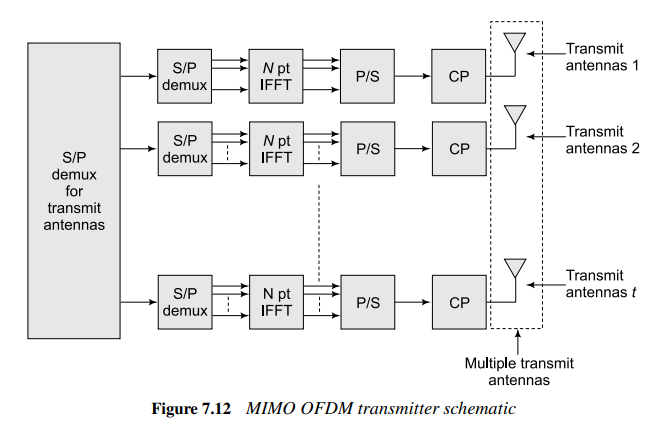 S/P
demux
for
transmit
antennas
S/P
demux
N pt
IFFT
P/S
CP
Transmit
antennas 1
S/P
demux
N pt
IFFT
P/S
CP
Transmit
antennas 2
S/P
demux
N pt
IFFT
P/S
CP
Transmit
antennas t
Multiple transmit
antennas
Figure 7.12 MIMO OFDM transmitter schematic